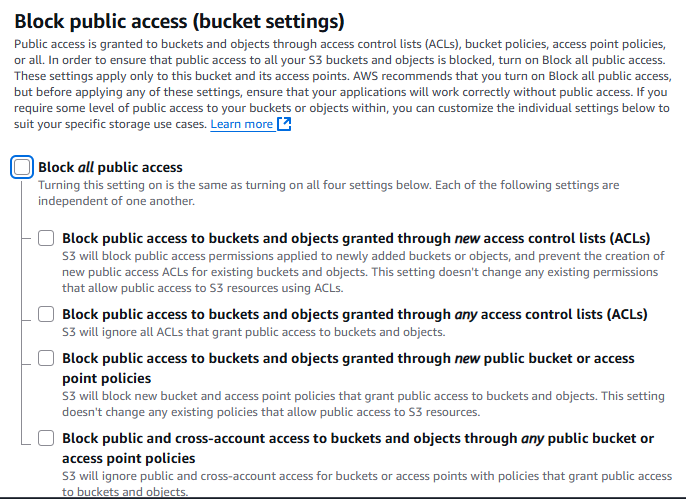 Block public access (bucket settings)
Public access is granted to buckets and objects through access control lists (ACLs), bucket policies, access point policies,
or all. In order to ensure that public access to all your S3 buckets and objects is blocked, turn on Block all public access.
These settings apply only to this bucket and its access points. AWS recommends that you turn on Block all public access,
but before applying any of these settings, ensure that your applications will work correctly without public access. If you
require some level of public access to your buckets or objects within, you can customize the individual settings below to
suit your specific storage use cases. Learn more
Block all public access
Turning this setting on is the same as turning on all four settings below. Each of the following settings are
independent of one another.
Block public access to buckets and objects granted through new access control lists (ACLs)
S3 will block public access permissions applied to newly added buckets or objects, and prevent the creation of
new public access ACLs for existing buckets and objects. This setting doesn't change any existing permissions
that allow public access to S3 resources using ACLs.
Block public access to buckets and objects granted through any access control lists (ACLs)
S3 will ignore all ACLs that grant public access to buckets and objects.
Block public access to buckets and objects granted through new public bucket or access
point policies
S3 will block new bucket and access point policies that grant public access to buckets and objects. This setting
doesn't change any existing policies that allow public access to S3 resources.
Block public and cross-account access to buckets and objects through any public bucket or
access point policies
S3 will ignore public and cross-account access for buckets or access points with policies that grant public access
to buckets and objects.